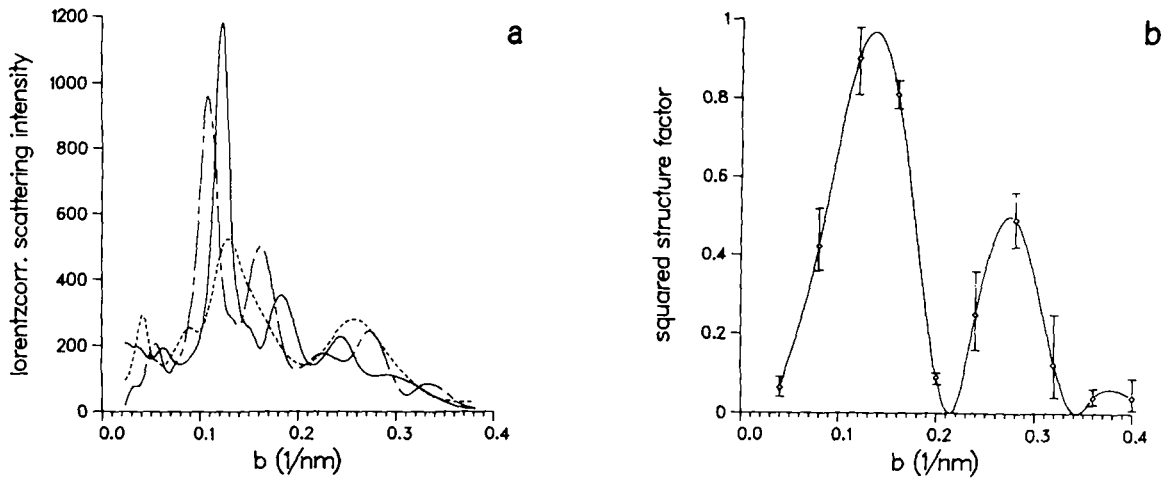 a
lorentzcorr. scattering intensity
1200
1000
800
600
400
200
0
0.0 0.1 0.2 0.3 0.4
b (1/nm)
b
squared structure factor
1
0.8
0.6
0.4
0.2
0
0.0 0.1 0.2 0.3 0.4
b (1/nm)